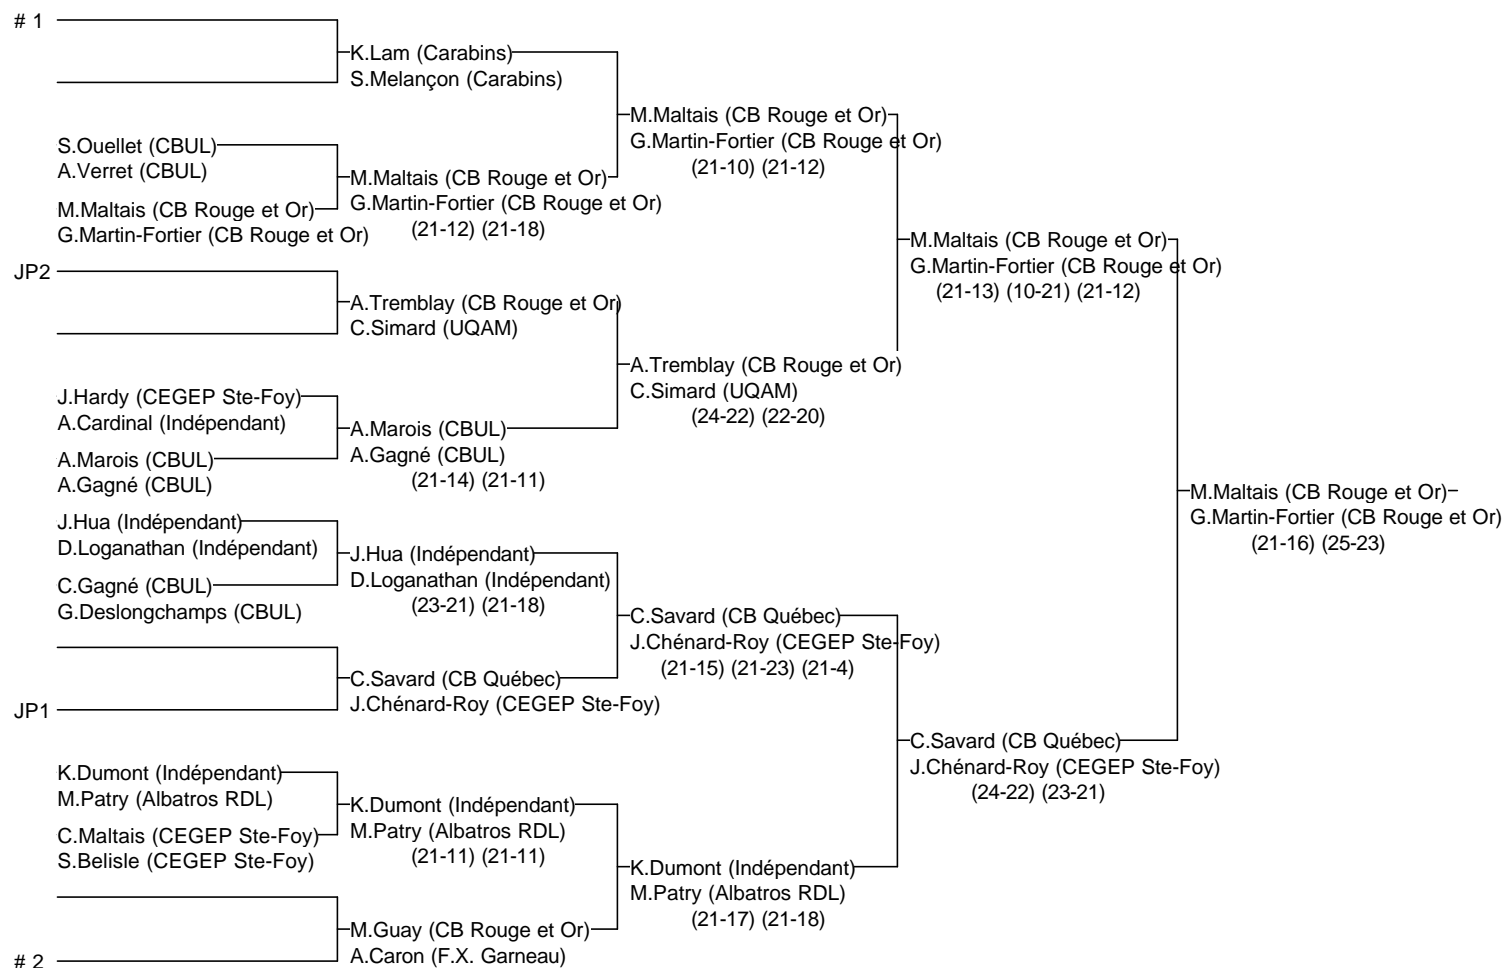 # 1
K.Lam (Carabins)
S.Melançon (Carabins)
M.Maltais (CB Rouge et Or)
G.Martin-Fortier (CB Rouge et Or)
(21-10) (21-12)
S.Ouellet (CBUL)
A.Verret (CBUL)
M.Maltais (CB Rouge et Or)
G.Martin-Fortier (CB Rouge et Or)
(21-12) (21-18)
M.Maltais (CB Rouge et Or)
G.Martin-Fortier (CB Rouge et Or)
M.Maltais (CB Rouge et Or)
G.Martin-Fortier (CB Rouge et Or)
(21-13) (10-21) (21-12)
JP2
A.Tremblay (CB Rouge et Or)
C.Simard (UQAM)
A.Tremblay (CB Rouge et Or)
C.Simard (UQAM)
(24-22) (22-20)
J.Hardy (CEGEP Ste-Foy)
A.Cardinal (Indépendant)
A.Marois (CBUL)
A.Gagné (CBUL)
(21-14) (21-11)
A.Marois (CBUL)
A.Gagné (CBUL)
M.Maltais (CB Rouge et Or)
G.Martin-Fortier (CB Rouge et Or)
(21-16) (25-23)
J.Hua (Indépendant)
D.Loganathan (Indépendant)
J.Hua (Indépendant)
D.Loganathan (Indépendant)
(23-21) (21-18)
C.Gagné (CBUL)
G.Deslongchamps (CBUL)
C.Savard (CB Québec)
J.Chénard-Roy (CEGEP Ste-Foy)
(21-15) (21-23) (21-4)
C.Savard (CB Québec)
J.Chénard-Roy (CEGEP Ste-Foy)
JP1
C.Savard (CB Québec)
J.Chénard-Roy (CEGEP Ste-Foy)
(24-22) (23-21)
K.Dumont (Indépendant)
M.Patry (Albatros RDL)
K.Dumont (Indépendant)
M.Patry (Albatros RDL)
(21-11) (21-11)
C.Maltais (CEGEP Ste-Foy)
S.Belisle (CEGEP Ste-Foy)
K.Dumont (Indépendant)
M.Patry (Albatros RDL)
(21-17) (21-18)
M.Guay (CB Rouge et Or)
A.Caron (F.X. Garneau)
# 2